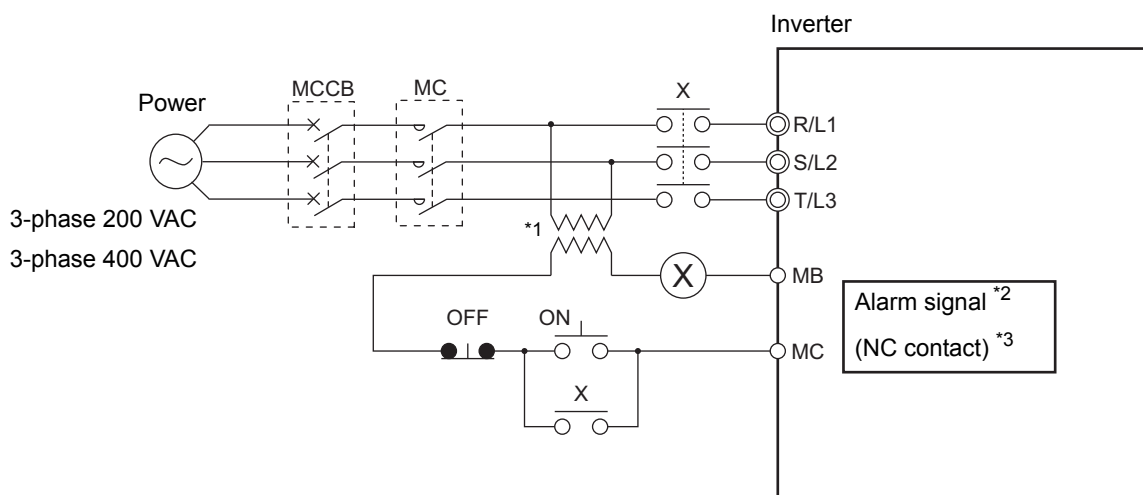 Inverter
MCCB
MC
X
Power
R/L1
S/L2
T/L3
3-phase 200 VAC
*1
3-phase 400 VAC
X
MB
Alarm signal *2
OFF
ON
(NC contact) *3
MC
X